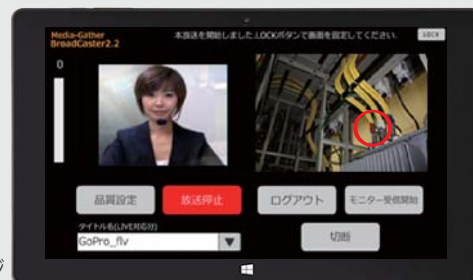 Media-Gather
BroadCaster2.2
本放送を開始しました.LOCKボタンで画面を固定してください.
LOCK
0
品質設定
放送停止
ログアウト
モニター受信開始
タイトル名(LIVE対応分)
GoPro_flv
切断